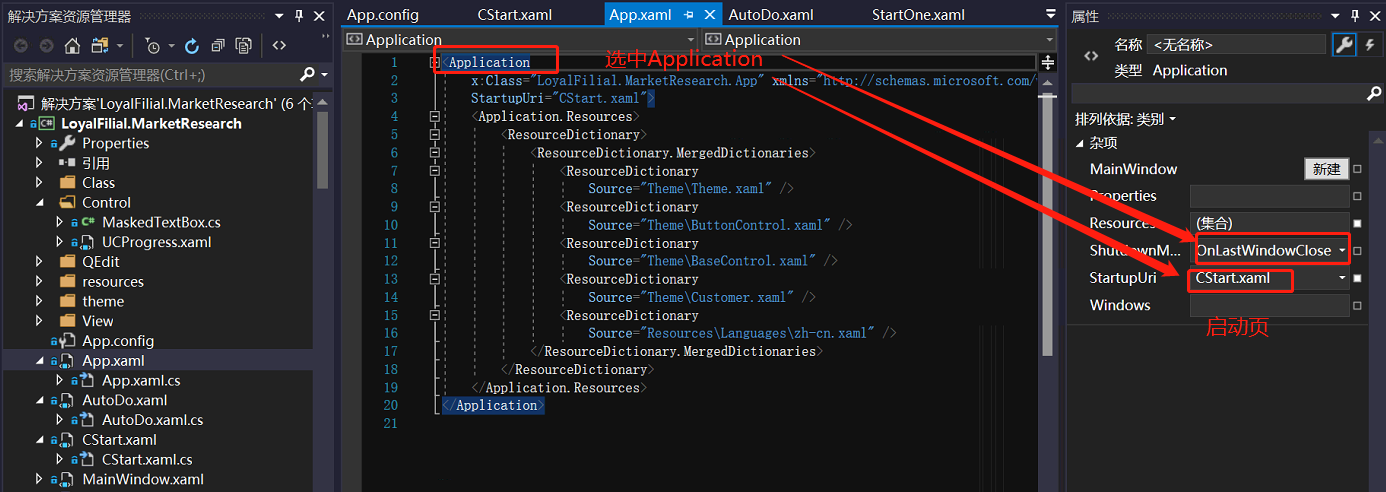 解决方案资源管理器
搜索解决方案资源管理器(Ctrl+;)
解决方案'LoyalFilial.MarketResearch' (6 个
LoyalFilial.MarketResearch
Properties
引用
Class
Control
MaskedTextBox.cs
UCProgress.xaml
QEdit
resources
theme
View
App.config
App.xaml
App.xaml.cs
AutoDo.xaml
AutoDo.xaml.cs
CStart.xaml
CStart.xaml.cs
MainWindow.xaml
App.config CStart.xaml App.xaml AutoDo.xaml StartOne.xaml
Application Application
1 <Application
选中Application
2 x:Class="LoyalFilial.MarketResearch.App" xmlns="http://schemas.microsoft.com/
3 StartupUri="CStart.xaml">
4 <Application.Resources>
5 <ResourceDictionary>
6 <ResourceDictionary.MergedDictionaries>
7 <ResourceDictionary
8 Source="Theme\Theme.xaml" />
9 <ResourceDictionary
10 Source="Theme\ButtonControl.xaml" />
11 <ResourceDictionary
12 Source="Theme\BaseControl.xaml" />
13 <ResourceDictionary
14 Source="Theme\Customer.xaml" />
15 <ResourceDictionary
16 Source="Resources\Languages\zh-cn.xaml" />
17 </ResourceDictionary.MergedDictionaries>
18 </ResourceDictionary>
19 </Application.Resources>
20 </Application>
21
属性
名称 <无名称>
类型 Application
排列依据: 类别
杂项
MainWindow 新建
Properties
Resources (集合)
ShutdownM... OnLastWindowClose
StartupUri CStart.xaml
Windows
启动页